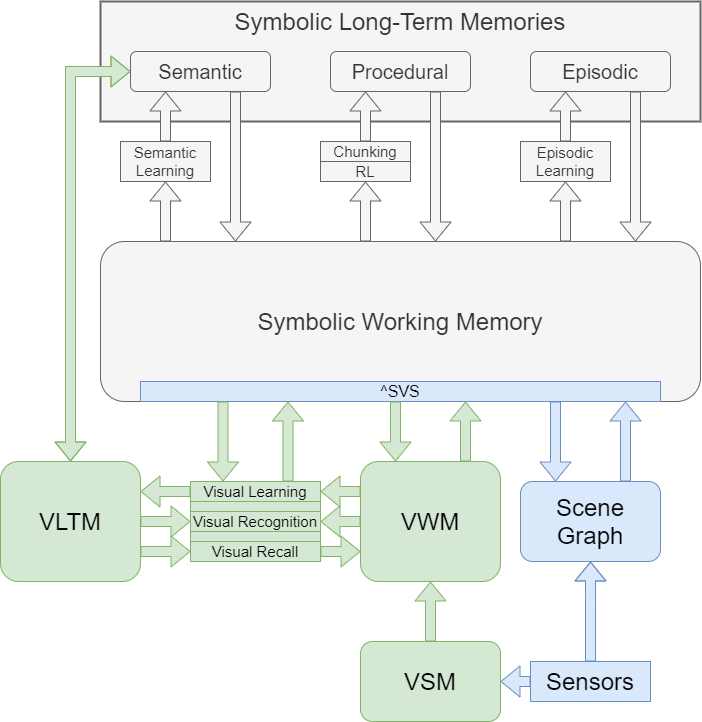 Symbolic Long-Term Memories
Semantic
Procedural
Episodic
Semantic
Learning
Chunking
RL
Episodic
Learning
Symbolic Working Memory
^SVS
VLTM
Visual Learning
Visual Recognition
Visual Recall
VWM
Scene
Graph
VSM
Sensors